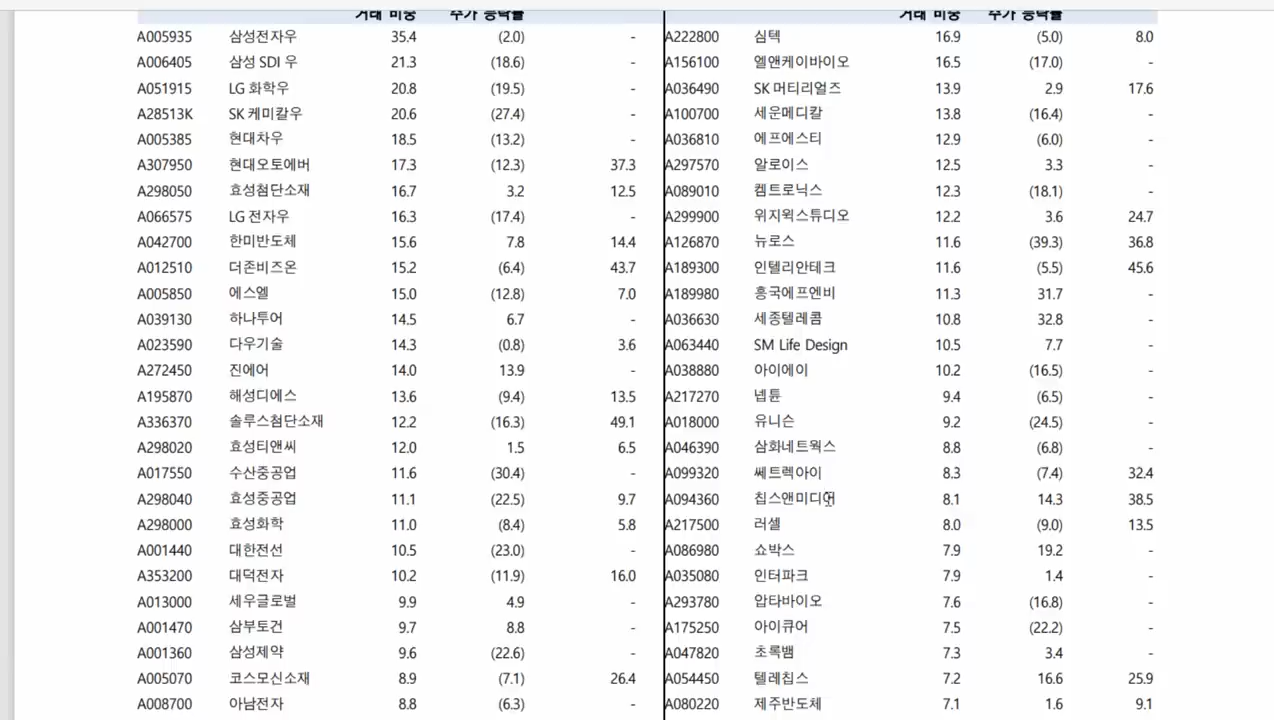 거래 비중 주가 등락률 거래 비중 주가 등락률
A005935 삼성전자우 35.4 (2.0) - A222800 심텍 16.9 (5.0) 8.0
A006405 삼성 SDI 우 21.3 (18.6) - A156100 엘앤케이바이오 16.5 (17.0) -
A051915 LG 화학우 20.8 (19.5) - A036490 SK 머티리얼즈 13.9 2.9 17.6
A28513K SK 케미칼우 20.6 (27.4) - A100700 세운메디칼 13.8 (16.4) -
A005385 현대차우 18.5 (13.2) - A036810 에프에스티 12.9 (6.0) -
A307950 현대오토에버 17.3 (12.3) 37.3 A297570 알로이스 12.5 3.3 -
A298050 효성첨단소재 16.7 3.2 12.5 A089010 켐트로닉스 12.3 (18.1) -
A066575 LG 전자우 16.3 (17.4) - A299900 위지윅스튜디오 12.2 3.6 24.7
A042700 한미반도체 15.6 7.8 14.4 A126870 뉴로스 11.6 (39.3) 36.8
A012510 더존비즈온 15.2 (6.4) 43.7 A189300 인텔리안테크 11.6 (5.5) 45.6
A005850 에스엘 15.0 (12.8) 7.0 A189980 흥국에프엔비 11.3 31.7 -
A039130 하나투어 14.5 6.7 - A036630 세종텔레콤 10.8 32.8 -
A023590 다우기술 14.3 (0.8) 3.6 A063440 SM Life Design 10.5 7.7 -
A272450 진에어 14.0 13.9 - A038880 아이에이 10.2 (16.5) -
A195870 해성디에스 13.6 (9.4) 13.5 A217270 넵튠 9.4 (6.5) -
A336370 솔루스첨단소재 12.2 (16.3) 49.1 A018000 유니슨 9.2 (24.5) -
A298020 효성티앤씨 12.0 1.5 6.5 A046390 삼화네트웍스 8.8 (6.8) -
A017550 수산중공업 11.6 (30.4) - A099320 쎄트렉아이 8.3 (7.4) 32.4
A298040 효성중공업 11.1 (22.5) 9.7 A094360 칩스앤미디어 8.1 14.3 38.5
A298000 효성화학 11.0 (8.4) 5.8 A217500 러셀 8.0 (9.0) 13.5
A001440 대한전선 10.5 (23.0) - A086980 쇼박스 7.9 19.2 -
A353200 대덕전자 10.2 (11.9) 16.0 A035080 인터파크 7.9 1.4 -
A013000 세우글로벌 9.9 4.9 - A293780 압타바이오 7.6 (16.8) -
A001470 삼부토건 9.7 8.8 - A175250 아이큐어 7.5 (22.2) -
A001360 삼성제약 9.6 (22.6) - A047820 초록뱀 7.3 3.4 -
A005070 코스모신소재 8.9 (7.1) 26.4 A054450 텔레칩스 7.2 16.6 25.9
A008700 아남전자 8.8 (6.3) - A080220 제주반도체 7.1 1.6 9.1